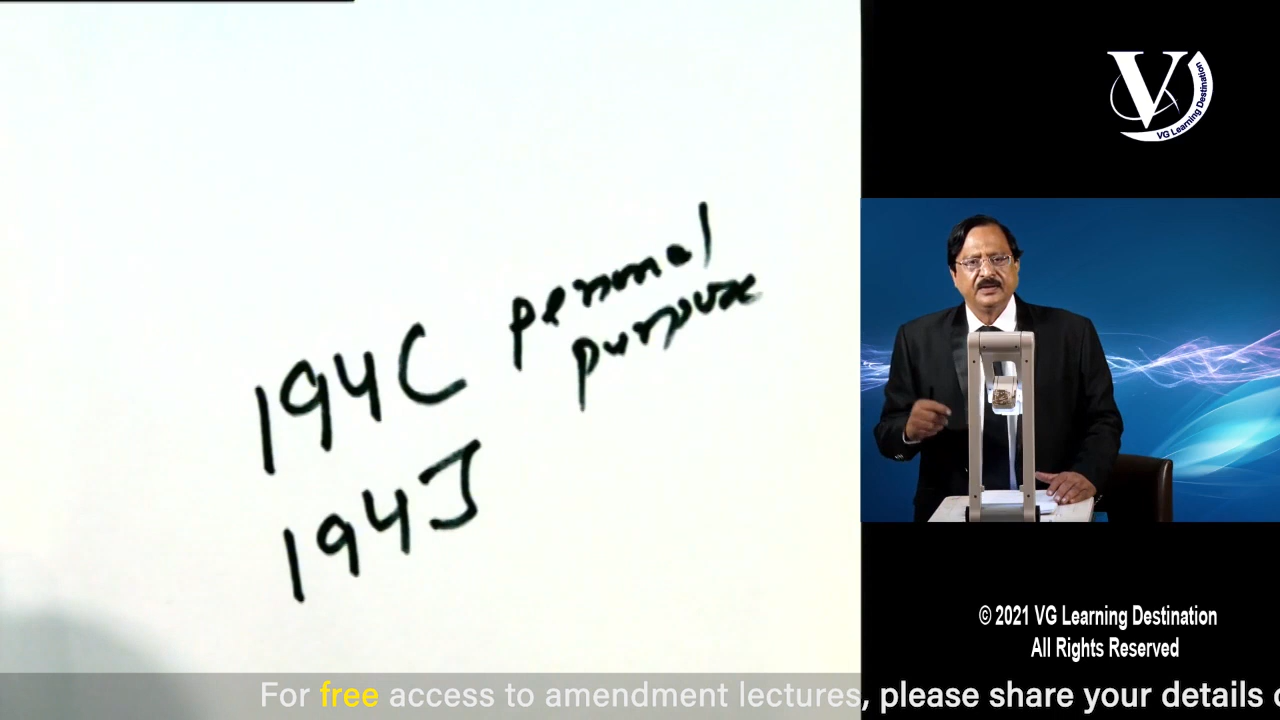 personal
purpose
194C
194J
V
VG Learning Destination
© 2021 VG Learning Destination
All Rights Reserved
For free access to amendment lectures, please share your details